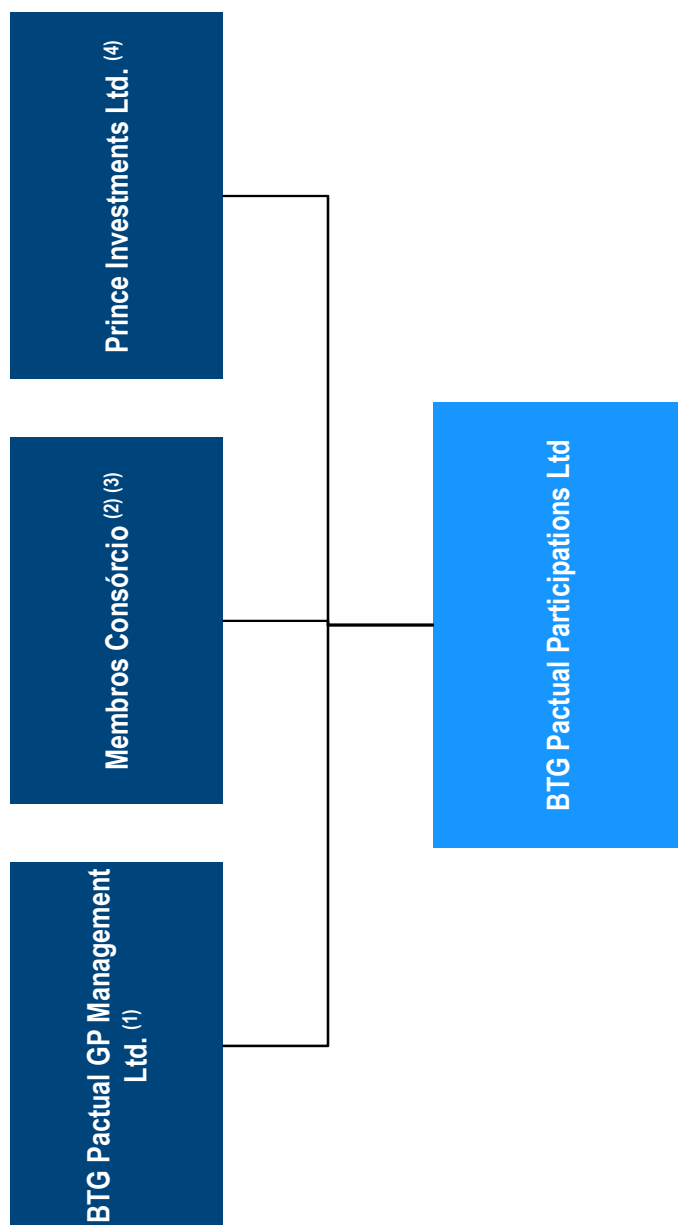 BTG Pactual GP Management
Ltd. (1)
Membros Consórcio (2) (3)
Prince Investments Ltd. (4)
BTG Pactual Participations Ltd